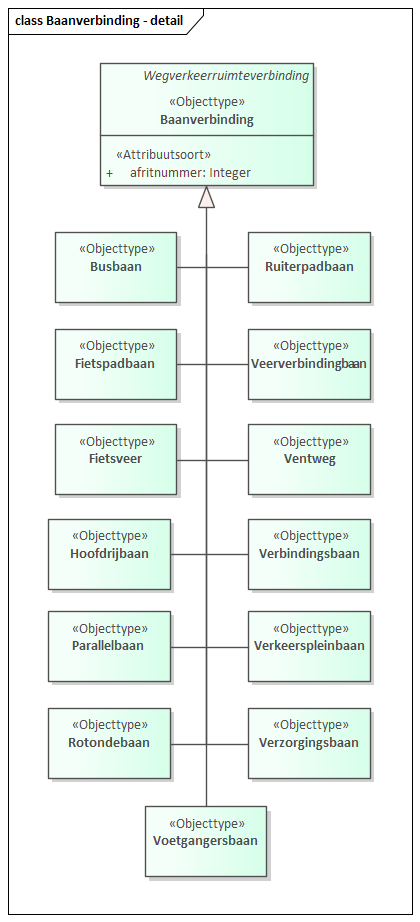 class Baanverbinding - detail
Wegverkeerruimteverbinding
«Objecttype»
Baanverbinding
«Attribuutsoort»
+ afritnummer: Integer
«Objecttype»
Busbaan
«Objecttype»
Ruiterpadbaan
«Objecttype»
Fietspadbaan
«Objecttype»
Veerverbindingbaan
«Objecttype»
Fietsveer
«Objecttype»
Ventweg
«Objecttype»
Hoofdrijbaan
«Objecttype»
Verbindingsbaan
«Objecttype»
Parallelbaan
«Objecttype»
Verkeerspleinbaan
«Objecttype»
Rotondebaan
«Objecttype»
Verzorgingsbaan
«Objecttype»
Voetgangersbaan